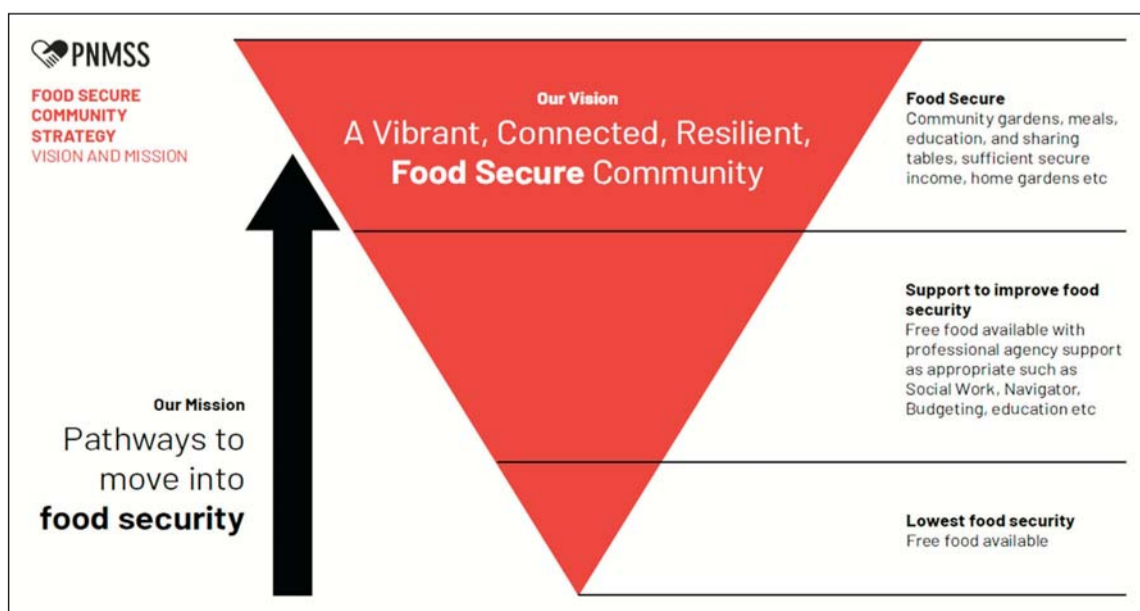 PNMSS
FOOD SECURE
COMMUNITY
STRATEGY
VISION AND MISSION
Our Vision
A Vibrant, Connected, Resilient,
Food Secure Community
Food Secure
Community gardens, meals,
education, and sharing
tables, sufficient secure
income, home gardens etc
Support to improve food
security
Free food available with
professional agency support
as appropriate such as
Social Work, Navigator,
Budgeting, education etc
Our Mission
Pathways to
move into
food security
Lowest food security
Free food available